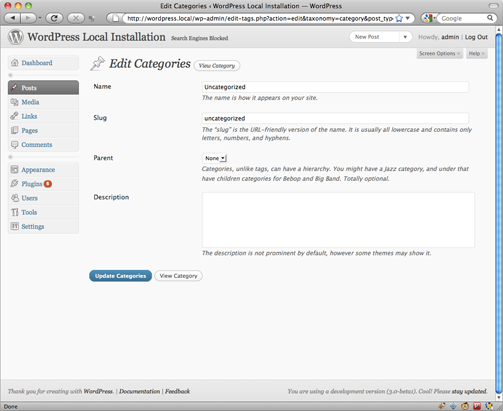 Edit Categories ‹ WordPress Local Installation — WordPress
http://wordpress.local/wp-admin/edit-tags.php?action=edit&taxonomy=category&post_typ
Google
WordPress Local Installation
Search Engines Blocked
New Post
Howdy, admin | Log Out
Screen Options
Help
Dashboard
Posts
Media
Links
Pages
Comments
Appearance
Plugins
Users
Tools
Settings
Edit Categories
View Category
Name
Uncategorized
The name is how it appears on your site.
Slug
uncategorized
The “slug” is the URL-friendly version of the name. It is usually all lowercase and contains only
letters, numbers, and hyphens.
Parent
None
Categories, unlike tags, can have a hierarchy. You might have a Jazz category, and under that
have children categories for Bebop and Big Band. Totally optional.
Description
The description is not prominent by default, however some themes may show it.
Update Categories
View Category
Thank you for creating with WordPress. | Documentation | Feedback
You are using a development version (3.0-beta1). Cool! Please stay updated.
Done